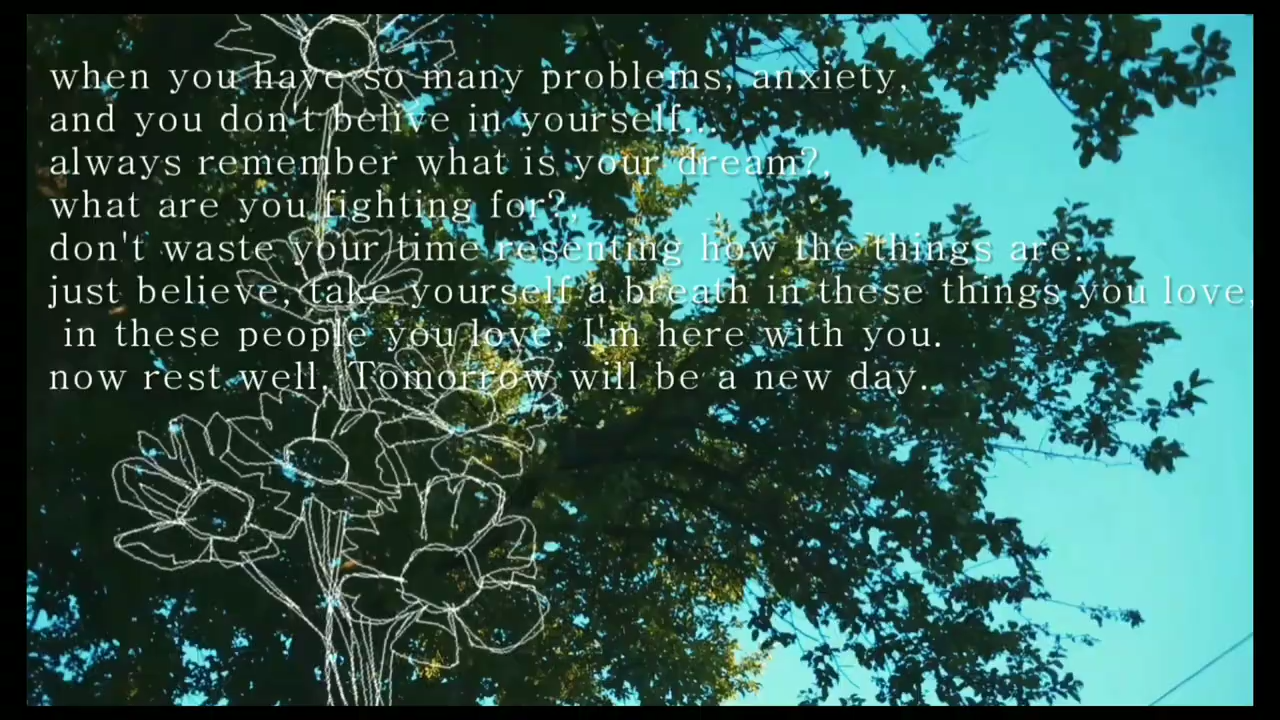 when you have so many problems, anxiety,
and you don't belive in yourself...
always remember what is your dream?,
what are you fighting for?,
don't waste your time resenting how the things are.
just believe, take yourself a breath in these things you love,
in these people you love, I'm here with you.
now rest well, Tomorrow will be a new day.